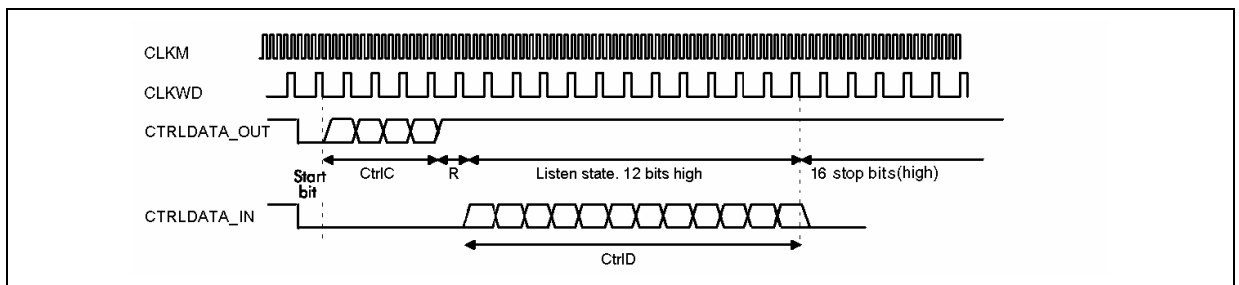 CLKM
CLKWD
CTRLDATA_OUT
Start
bit
CtrlC
R
Listen state. 12 bits high
16 stop bits(high)
CTRLDATA_IN
CtrlD